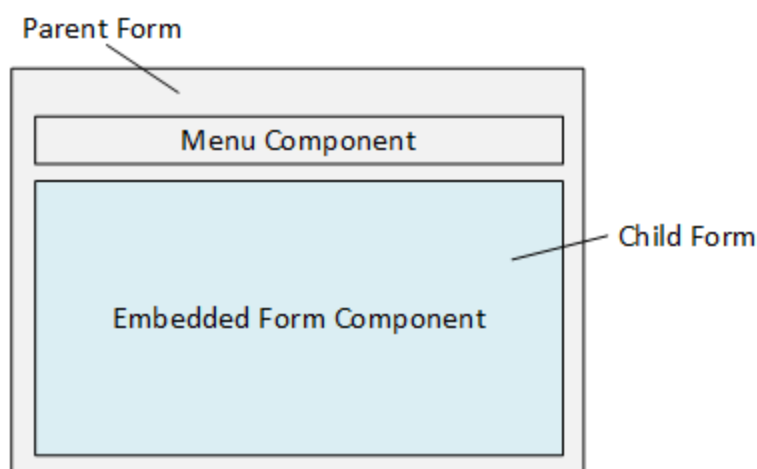 Parent Form
Menu Component
Child Form
Embedded Form Component